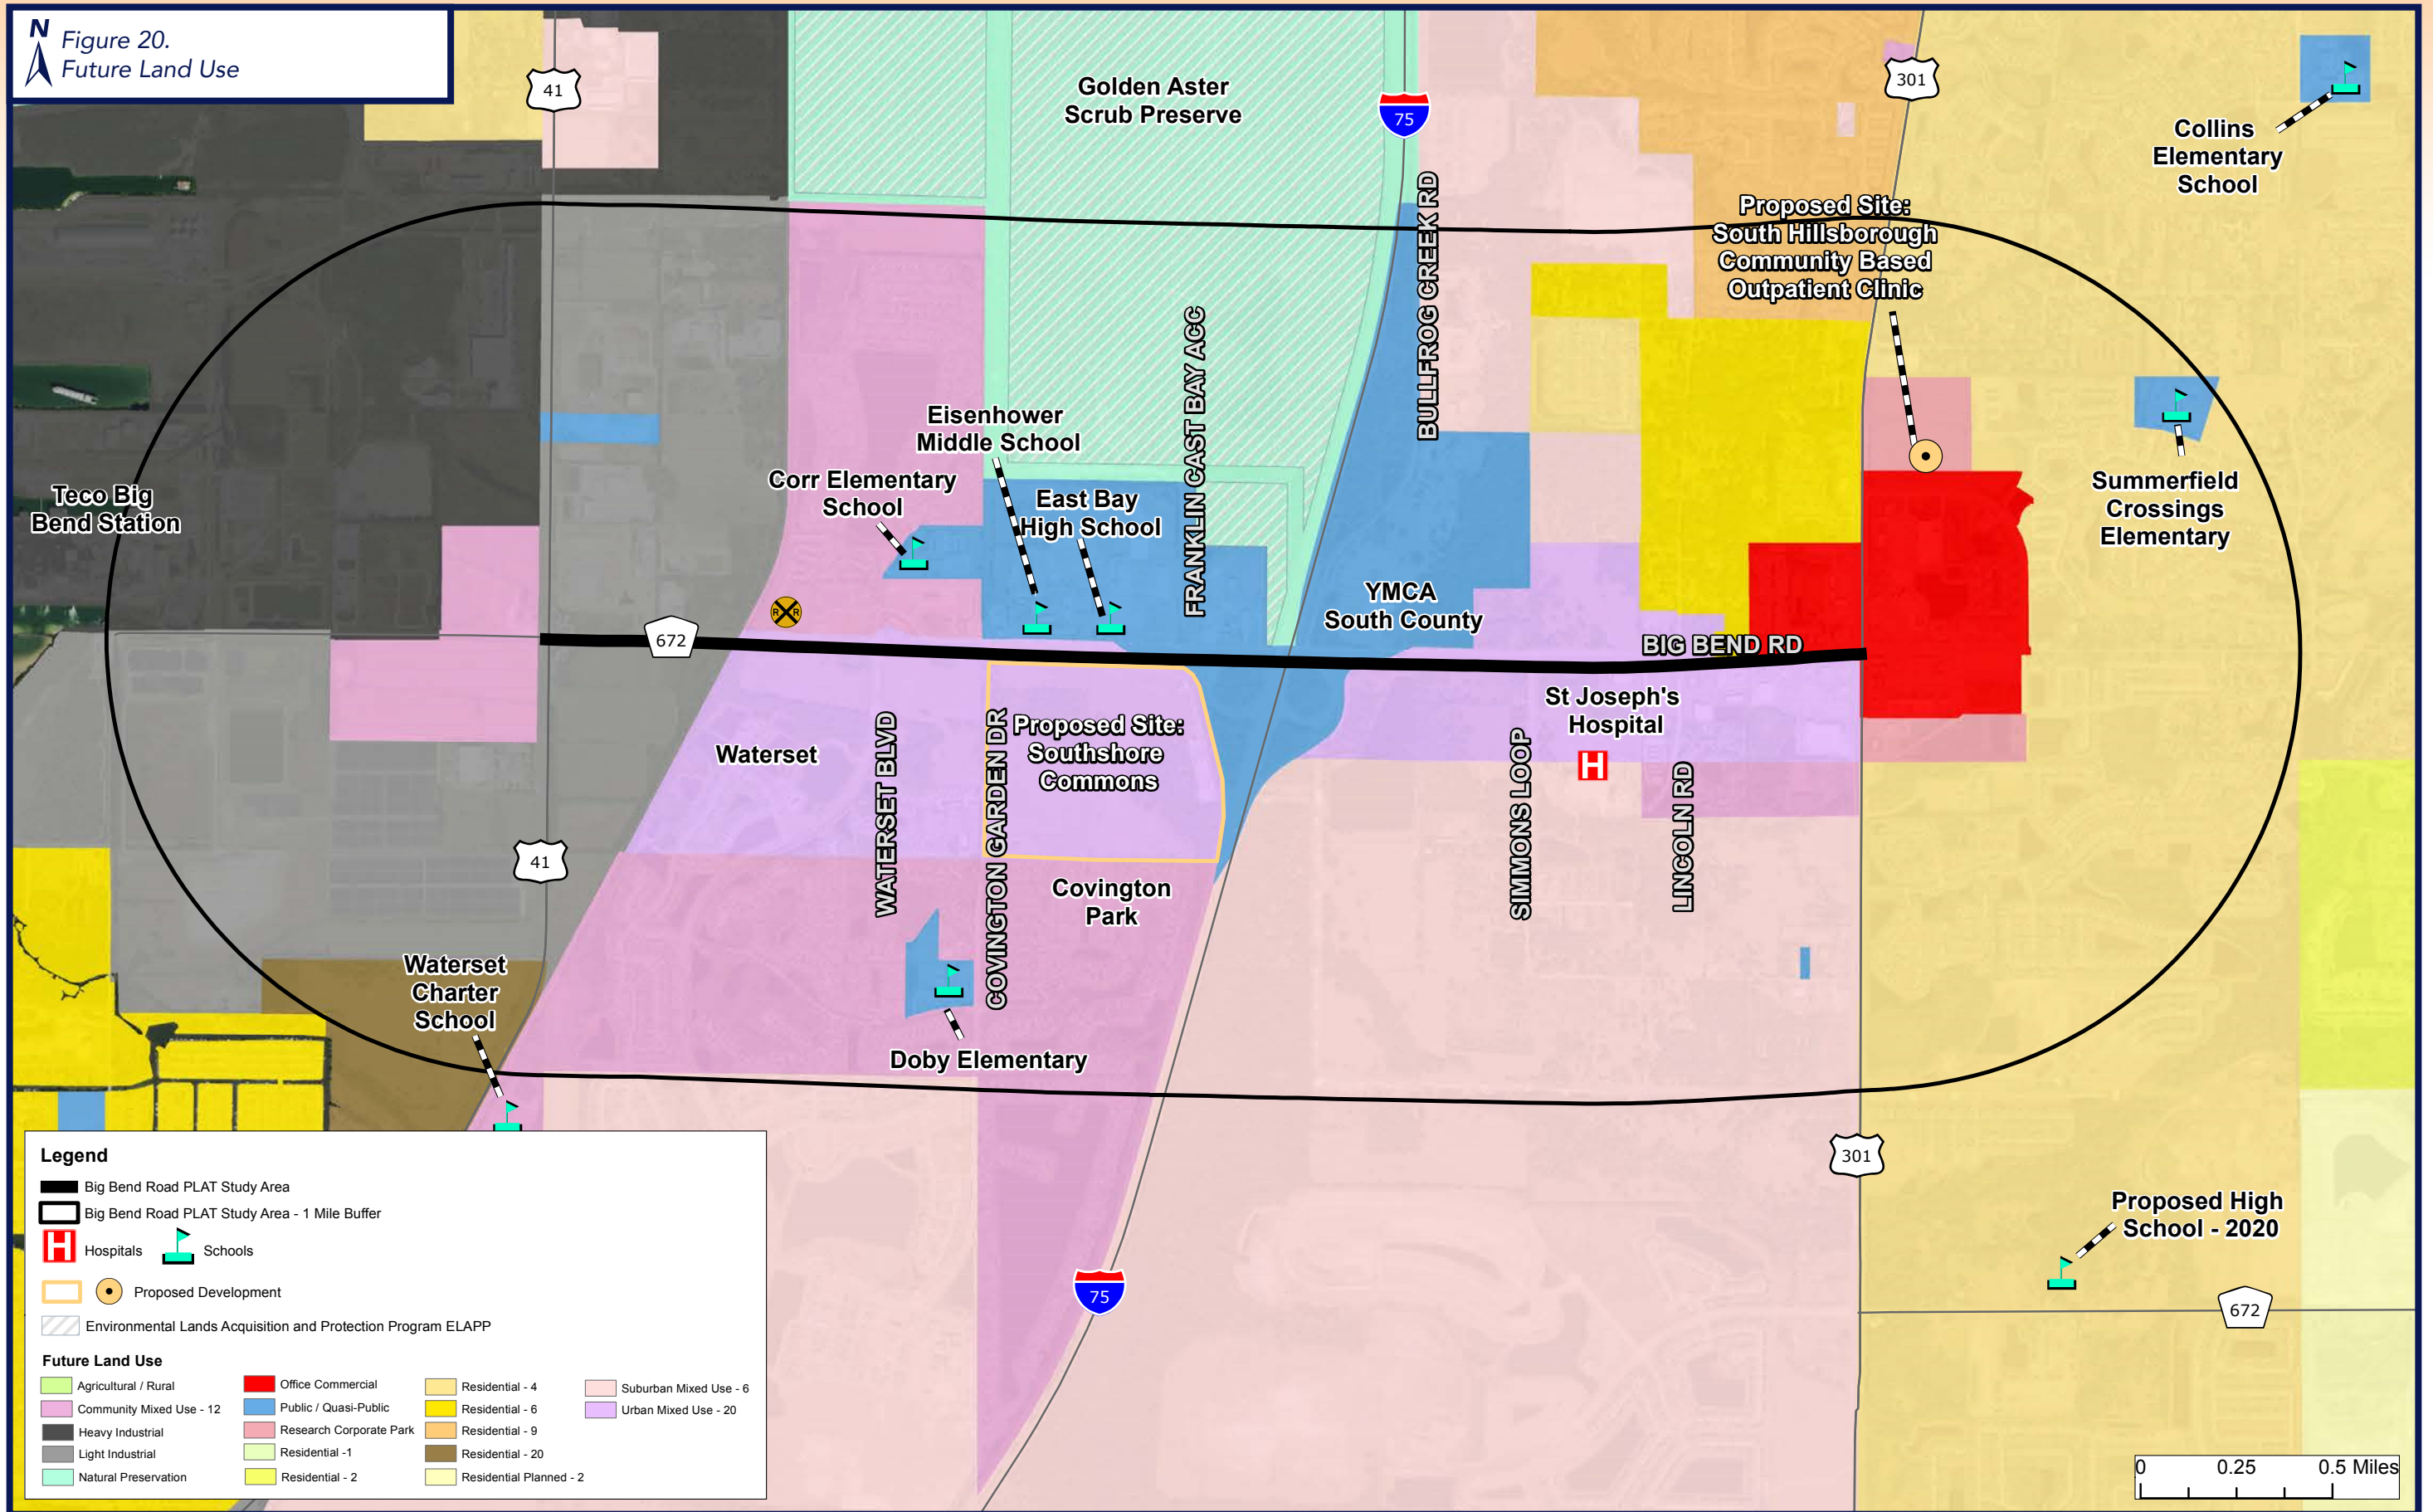 N
Figure 20.
Future Land Use
41
Golden Aster
Scrub Preserve
75
301
Collins
Elementary
School
BULLFROG CREEK RD
Proposed Site:
South Hillsborough
Community Based
Outpatient Clinic
FRANKLIN CAST BAY ACC
Eisenhower
Middle School
Corr Elementary
School
East Bay
High School
Teco Big
Bend Station
Summerfield
Crossings
Elementary
R R
672
YMCA
South County
BIG BEND RD
St Joseph's
Hospital
H
Waterset
WATERSET BLVD
COVINGTON GARDEN DR
Proposed Site:
Southshore
Commons
SIMMONS LOOP
LINCOLN RD
41
Covington
Park
Waterset
Charter
School
Doby Elementary
301
Proposed High
School - 2020
75
672
Legend
Big Bend Road PLAT Study Area
Big Bend Road PLAT Study Area - 1 Mile Buffer
H Hospitals
Schools
Proposed Development
Environmental Lands Acquisition and Protection Program ELAPP
Future Land Use
Agricultural / Rural
Community Mixed Use - 12
Heavy Industrial
Light Industrial
Natural Preservation
Office Commercial
Public / Quasi-Public
Research Corporate Park
Residential -1
Residential - 2
Residential - 4
Residential - 6
Residential - 9
Residential - 20
Residential Planned - 2
Suburban Mixed Use - 6
Urban Mixed Use - 20
0 0.25 0.5 Miles